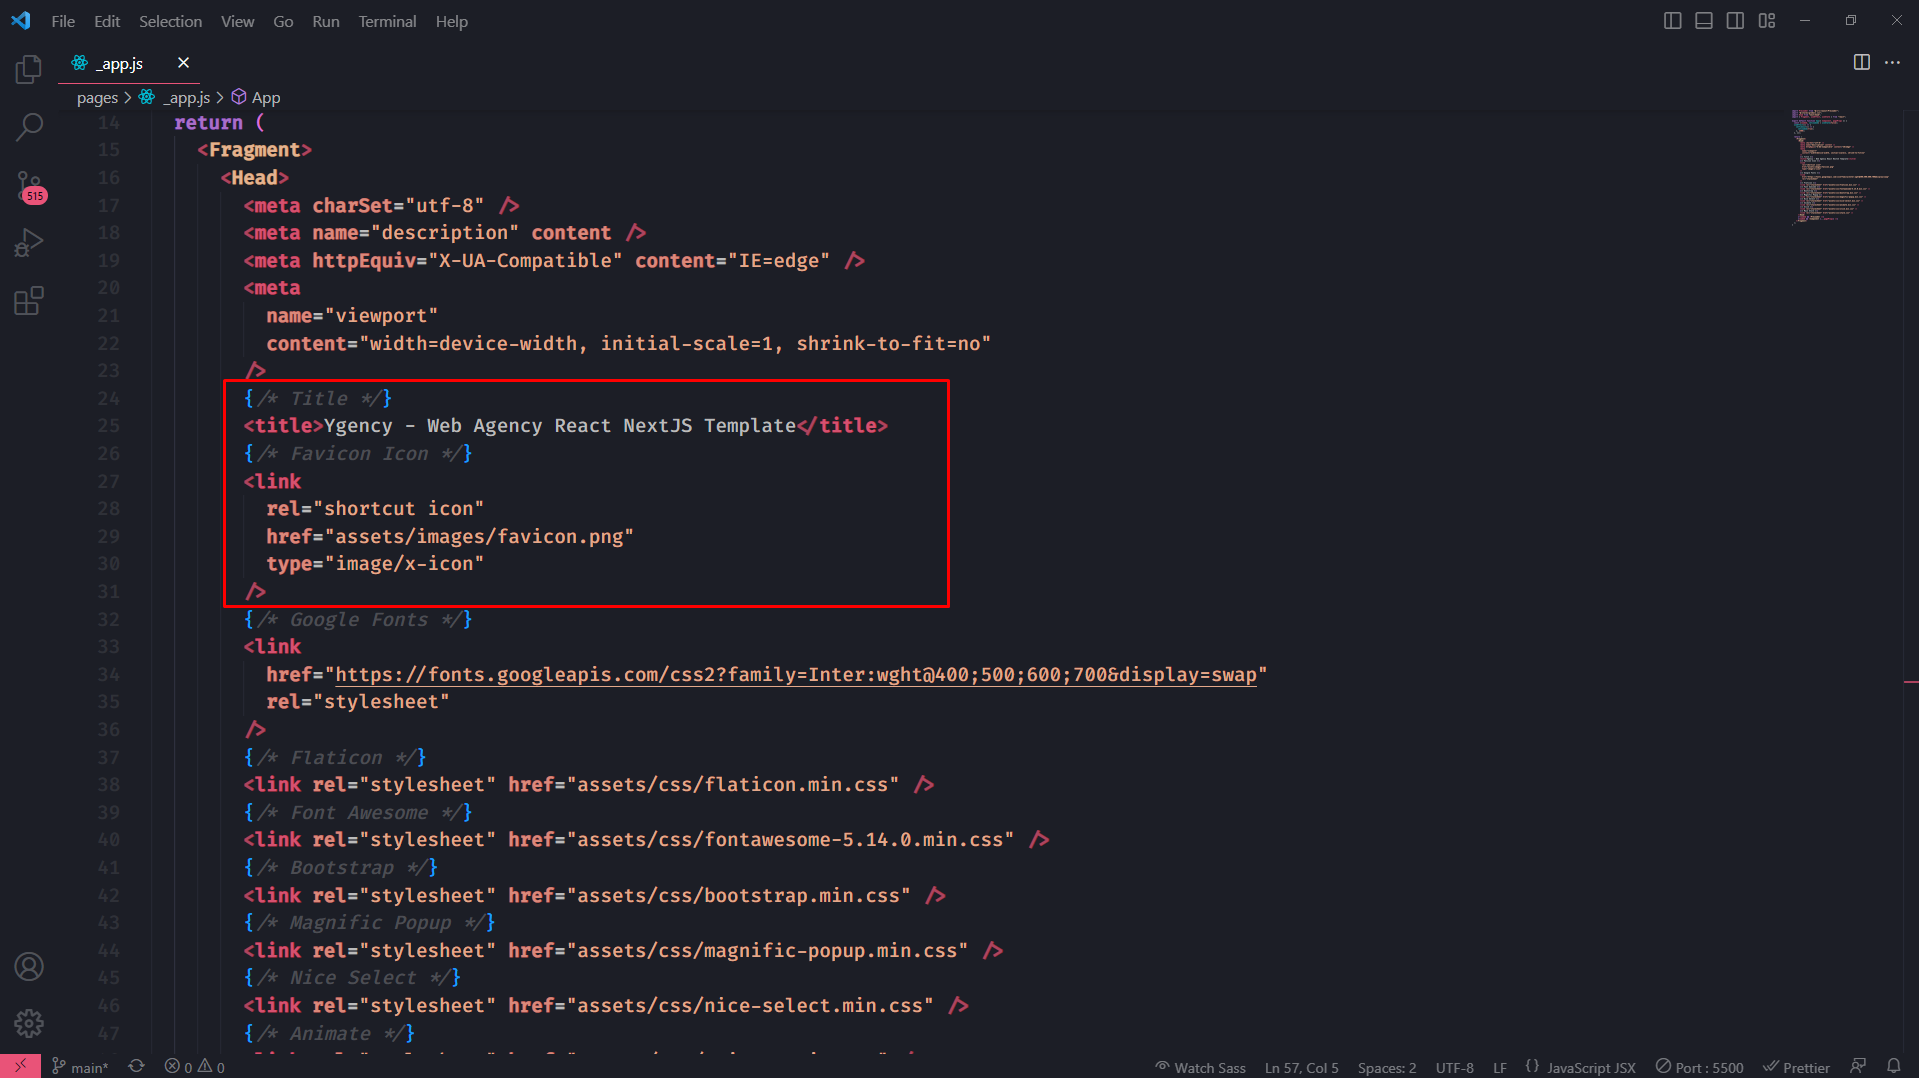 File Edit Selection View Go Run Terminal Help
_app.js
pages > _app.js > App
515
14 return (
15 <Fragment>
16 <Head>
17 <meta charSet="utf-8" />
18 <meta name="description" content />
19 <meta httpEquiv="X-UA-Compatible" content="IE=edge" />
20 <meta
21 name="viewport"
22 content="width=device-width, initial-scale=1, shrink-to-fit=no"
23 />
24 {/* Title */}
25 <title>Ygency - Web Agency React NextJS Template</title>
26 {/* Favicon Icon */}
27 <link
28 rel="shortcut icon"
29 href="assets/images/favicon.png"
30 type="image/x-icon"
31 />
32 {/* Google Fonts */}
33 <link
34 href="https://fonts.googleapis.com/css2?family=Inter:wght@400;500;600;700&display=swap"
35 rel="stylesheet"
36 />
37 {/* Flaticon */}
38 <link rel="stylesheet" href="assets/css/flaticon.min.css" />
39 {/* Font Awesome */}
40 <link rel="stylesheet" href="assets/css/fontawesome-5.14.0.min.css" />
41 {/* Bootstrap */}
42 <link rel="stylesheet" href="assets/css/bootstrap.min.css" />
43 {/* Magnific Popup */}
44 <link rel="stylesheet" href="assets/css/magnific-popup.min.css" />
45 {/* Nice Select */}
46 <link rel="stylesheet" href="assets/css/nice-select.min.css" />
47 {/* Animate */}
main* 0 0 Watch Sass Ln 57, Col 5 Spaces: 2 UTF-8 LF {} JavaScript JSX Port : 5500 Prettier